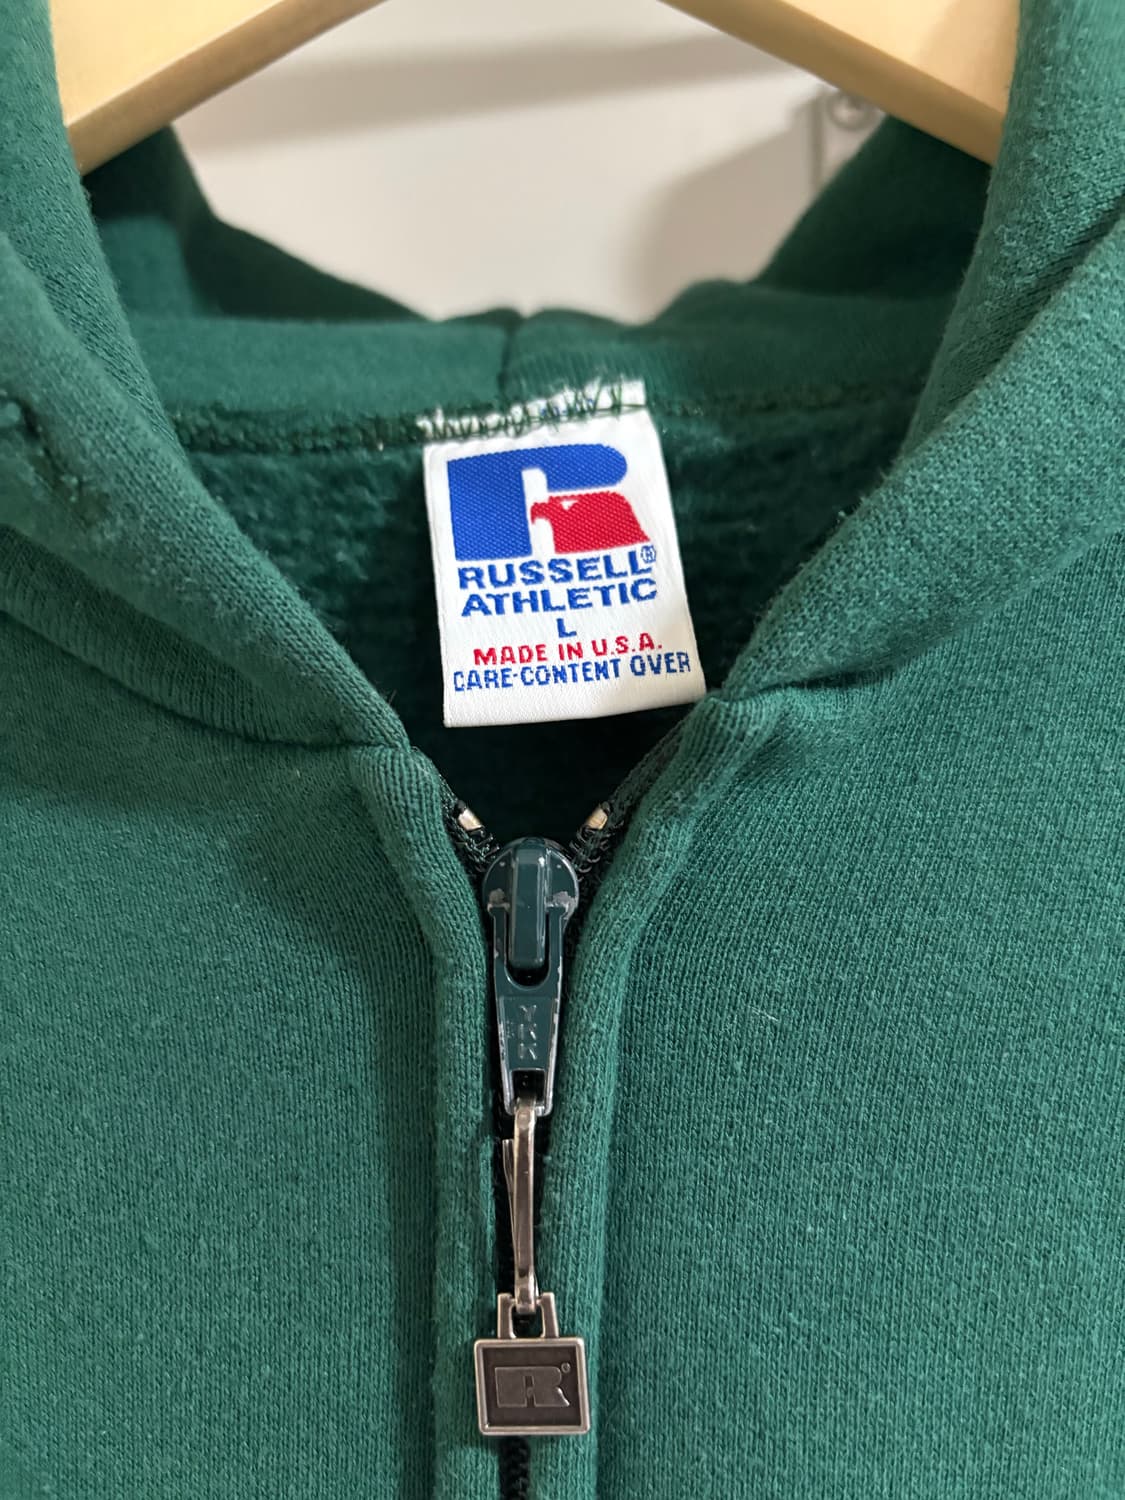 R
RUSSELL®
ATHLETIC
L
MADE IN U.S.A.
CARE-CONTENT OVER
YKK
R®